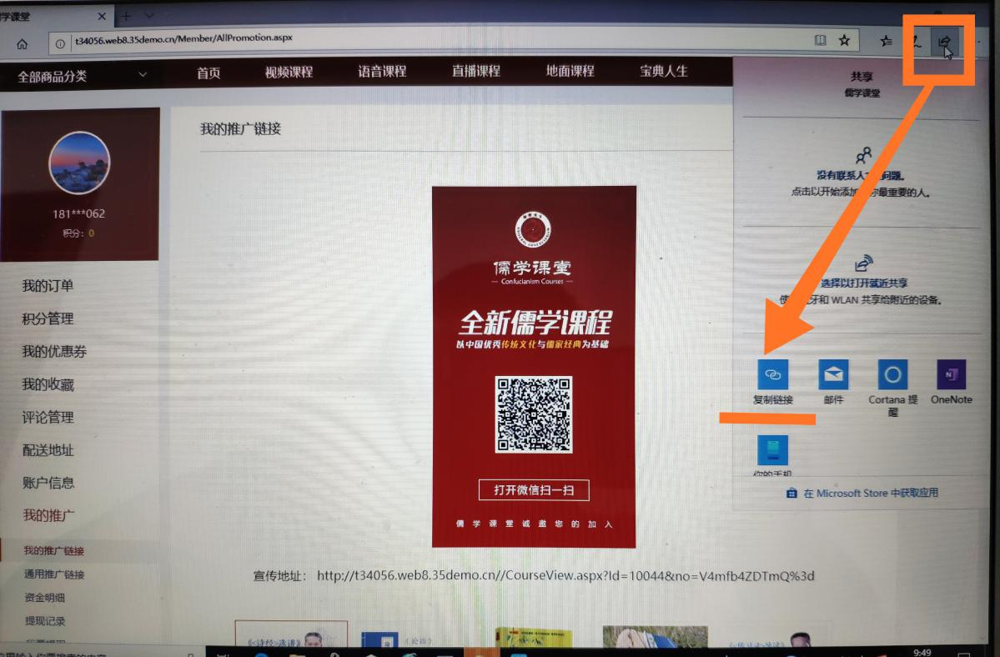 学课堂
t34056.web8.35demo.cn/Member/AllPromotion.aspx
全部商品分类
首页
视频课程
语音课程
直播课程
地面课程
宝典人生
181***062
积分：0
我的订单
积分管理
我的优惠券
我的收藏
评论管理
配送地址
账户信息
我的推广
我的推广链接
通用推广链接
资金明细
提现记录
我的推广链接
儒学课堂
Confucianism Courses
全新儒学课程
以中国优秀传统文化与儒家经典为基础
打开微信扫一扫
儒学课堂诚邀您的加入
宣传地址： http://t34056.web8.35demo.cn//CourseView.aspx?Id=10044&no=V4mfb4ZDTmQ%3d
《诗经》选讲
《论语》
共享
儒学课堂
没有联系人 问题。
点击以开始添加 你最重要的人。
选择以打开就近共享
使 牙和 WLAN 共享给附近的设备。
复制链接
邮件
Cortana 提
醒
OneNote
你的手机
在 Microsoft Store 中获取应用
9:49